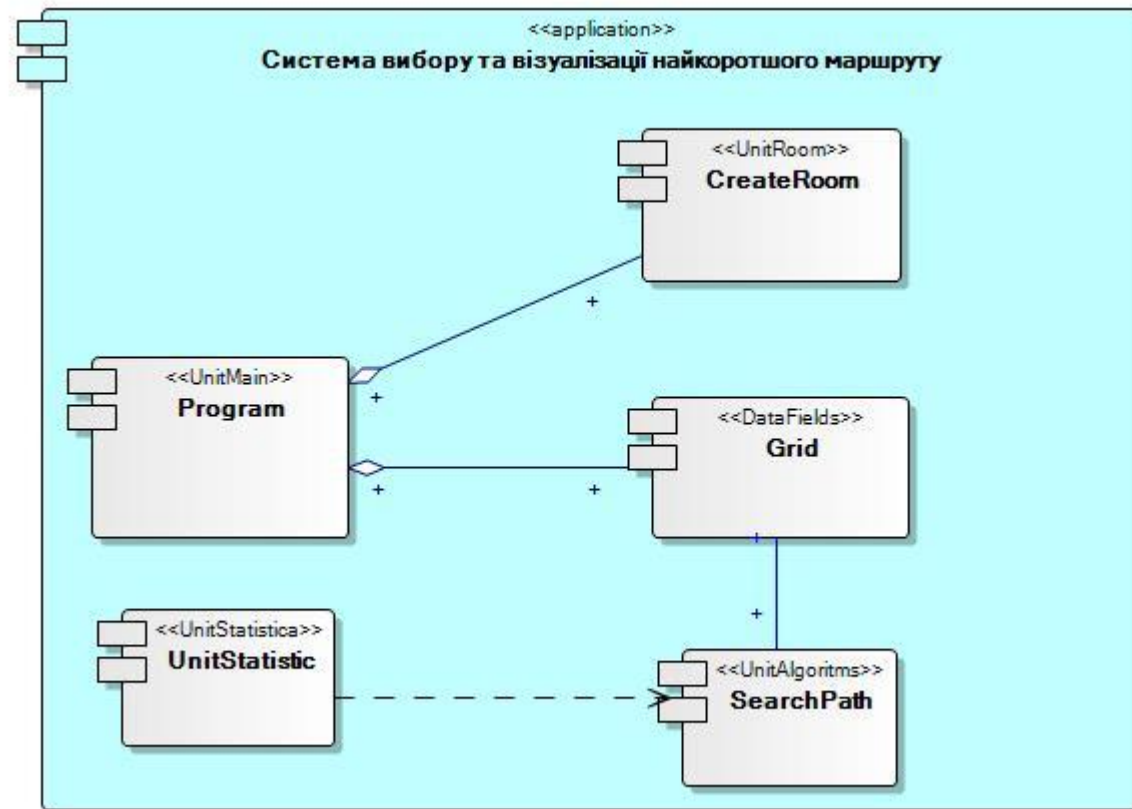 <<application>>
Система вибору та візуалізації найкоротшого маршруту
<<UnitRoom>>
CreateRoom
+
<<UnitMain>>
Program
+
<<DataFields>>
Grid
+
+
+
<<UnitStatistica>>
UnitStatistic
+
<<UnitAlgoritms>>
SearchPath